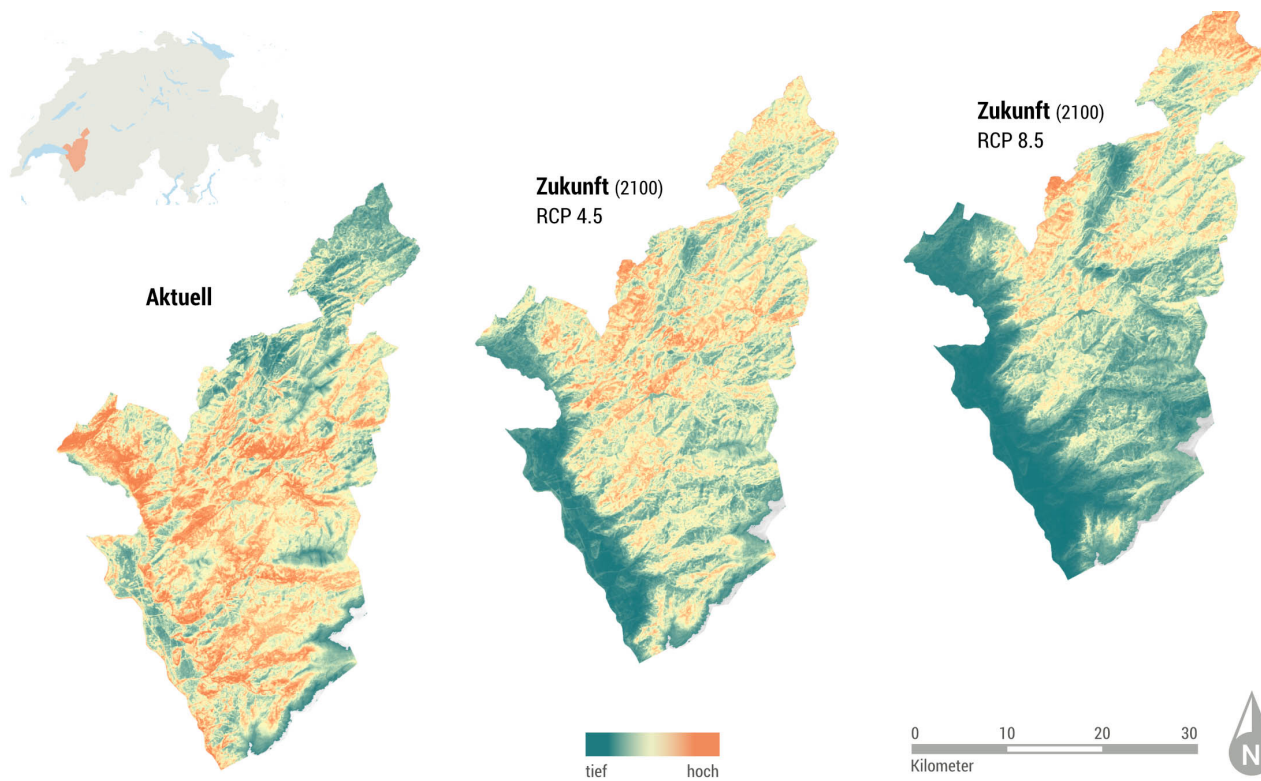 Aktuell
Zukunft (2100)
RCP 4.5
Zukunft (2100)
RCP 8.5
tief hoch
0 10 20 30
Kilometer
N